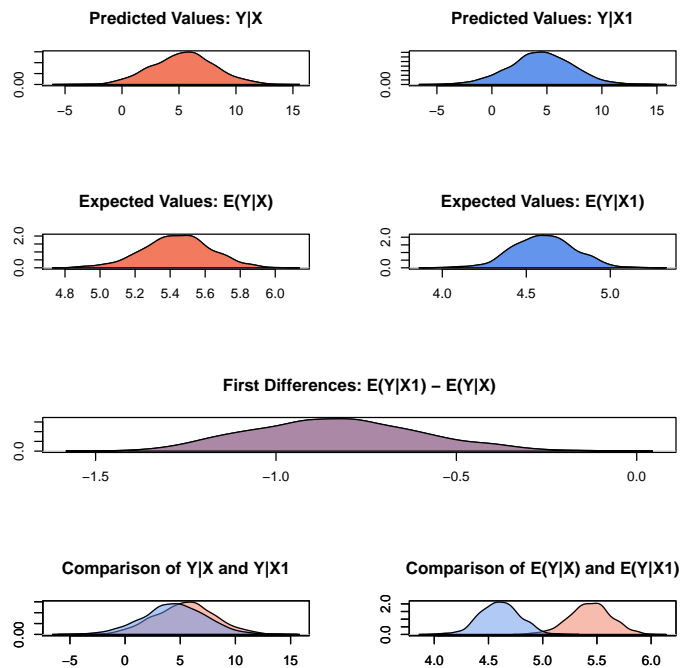 Predicted Values: Y|X
0.00
−5 0 5 10 15
Predicted Values: Y|X1
0.00
−5 0 5 10 15
Expected Values: E(Y|X)
2.0
0.0
4.8 5.0 5.2 5.4 5.6 5.8 6.0
Expected Values: E(Y|X1)
2.0
0.0
4.0 4.5 5.0
First Differences: E(Y|X1) − E(Y|X)
0.0
−1.5 −1.0 −0.5 0.0
Comparison of Y|X and Y|X1
0.00
−5 0 5 10 15
Comparison of E(Y|X) and E(Y|X1)
2.0
0.0
4.0 4.5 5.0 5.5 6.0